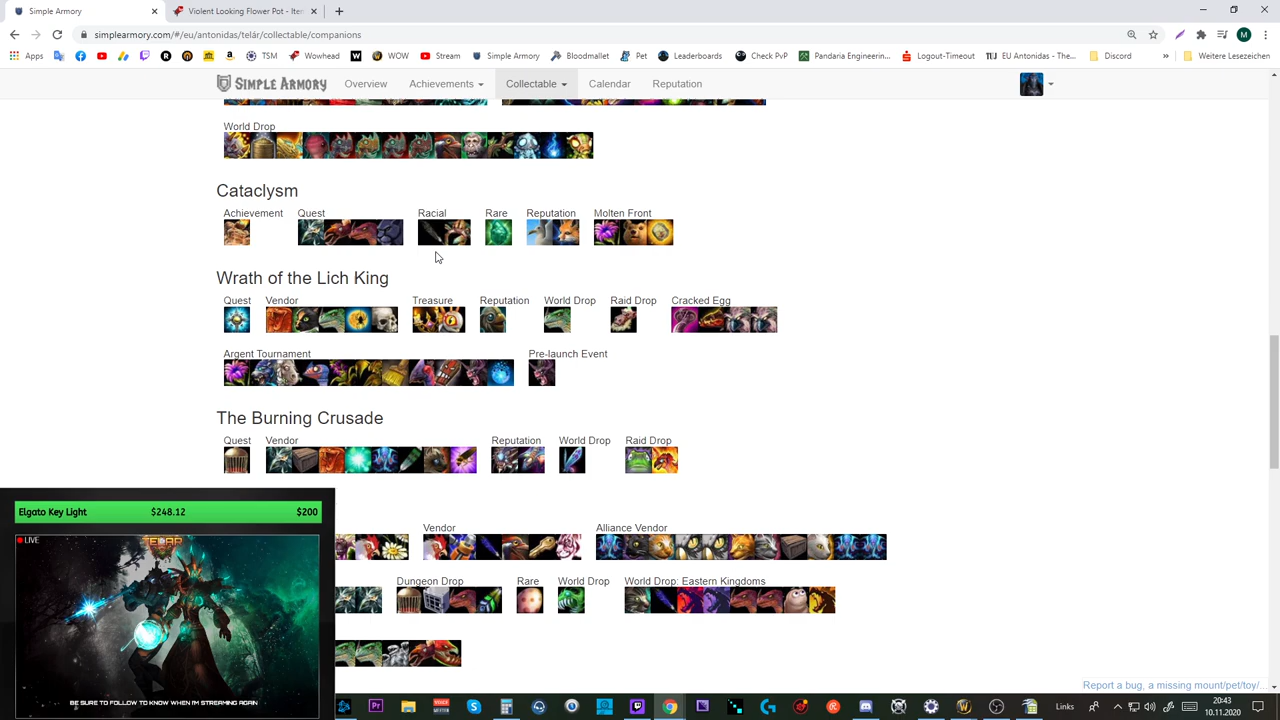 Simple Armory
Violent Looking Flower Pot - Ite
simplearmory.com/#/eu/antonidas/telâr/collectable/companions
Apps
TSM
Wowhead
WOW
Stream
Simple Armory
Bloodmallet
Pet
Leaderboards
Check PvP
Pandaria Engineerin...
Logout-Timeout
EU Antonidas - The...
Discord
Weitere Lesezeichen
SIMPLE ARMORY
Overview
Achievements
Collectable
Calendar
Reputation
World Drop
Cataclysm
Achievement
Quest
Racial
Rare
Reputation
Molten Front
Wrath of the Lich King
Quest
Vendor
Treasure
Reputation
World Drop
Raid Drop
Cracked Egg
Argent Tournament
Pre-launch Event
The Burning Crusade
Quest
Vendor
Reputation
World Drop
Raid Drop
Vendor
Alliance Vendor
Dungeon Drop
Rare
World Drop
World Drop: Eastern Kingdoms
Elgato Key Light
$248.12
$200
LIVE
TELAR
BE SURE TO FOLLOW TO KNOW WHEN I'M STREAMING AGAIN
Report a bug, a missing mount/pet/toy/...
Links
20:43
10.11.2020